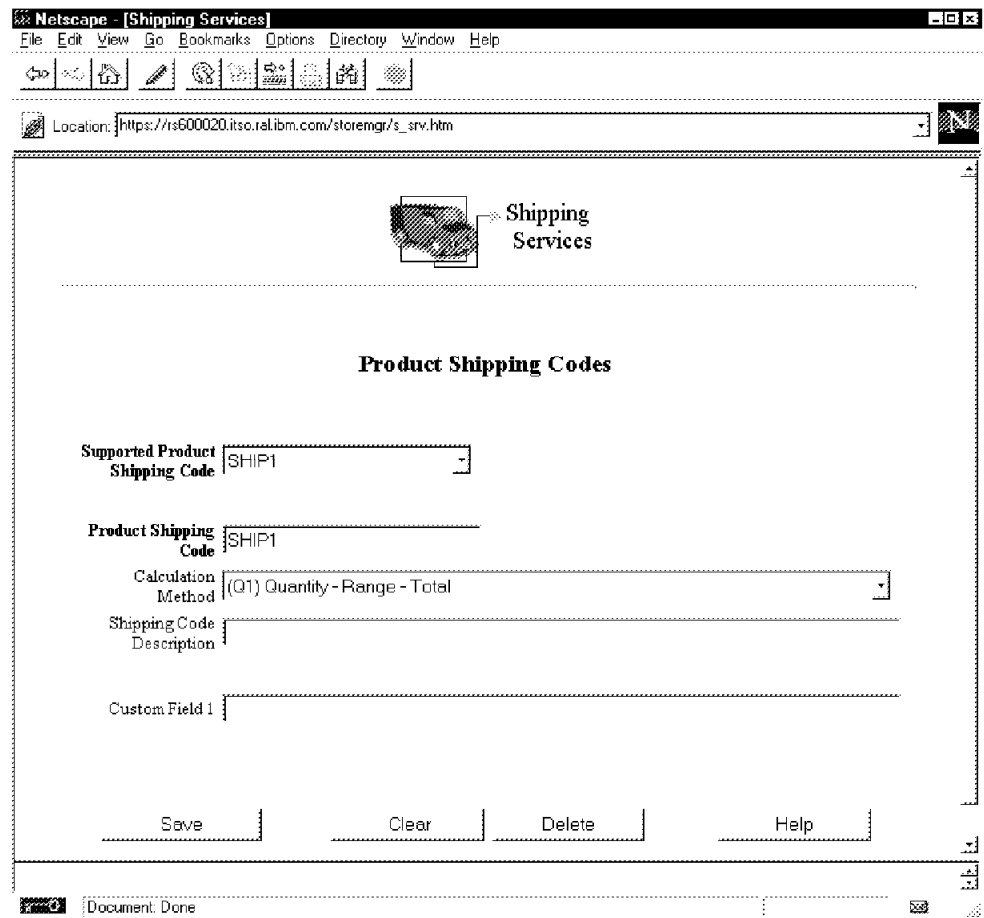 Netscape - [Shipping Services]
File Edit View Go Bookmarks Options Directory Window Help
Location: https://rs600020.itso.ral.ibm.com/storemgr/s_srv.htm
N
Shipping
Services
Product Shipping Codes
Supported Product
Shipping Code
SHIP1
Product Shipping
Code
SHIP1
Calculation
Method
(Q1) Quantity - Range - Total
Shipping Code
Description
Custom Field 1
Save Clear Delete Help
Document: Done